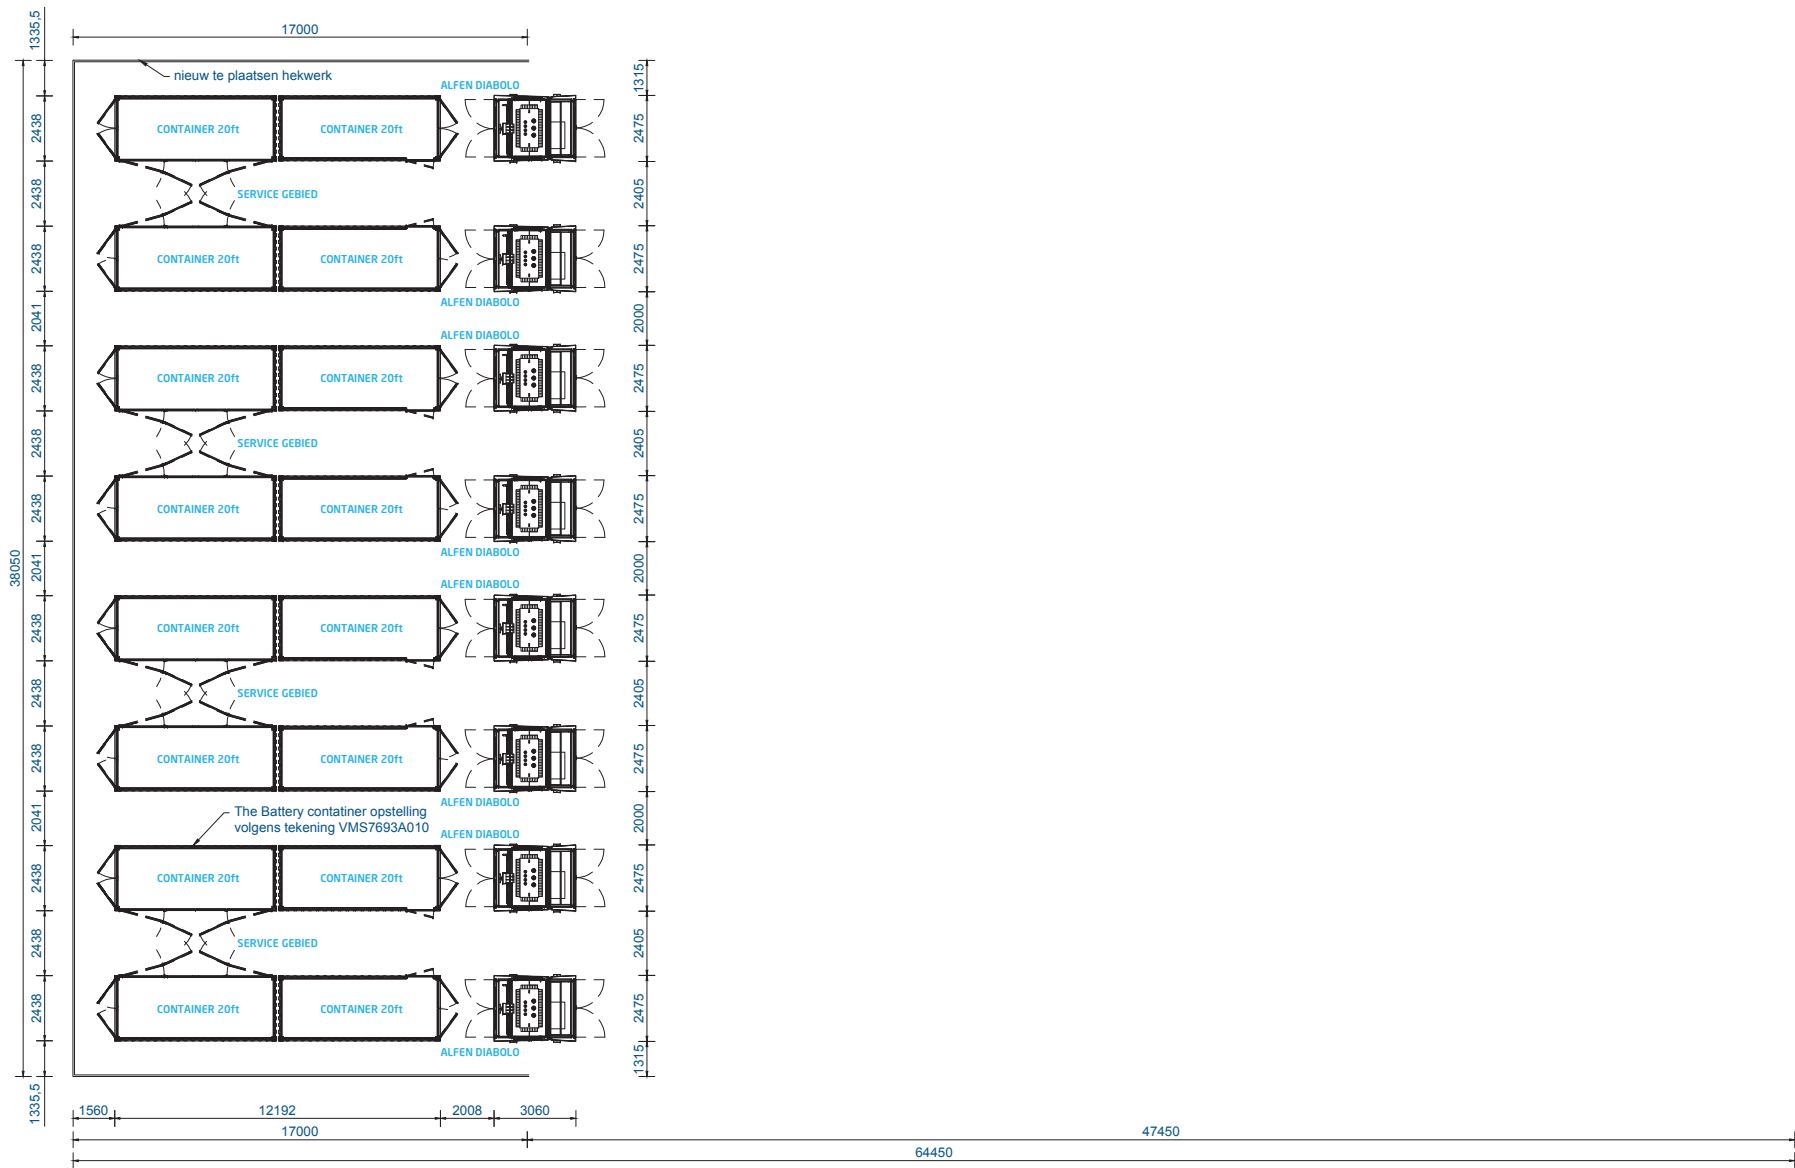 1335,5
17000
nieuw te plaatsen hekwerk
ALFEN DIABOLO
1315
2438
CONTAINER 20ft
CONTAINER 20ft
2475
2438
SERVICE GEBIED
2405
2438
CONTAINER 20ft
CONTAINER 20ft
2475
ALFEN DIABOLO
2041
2000
ALFEN DIABOLO
2438
CONTAINER 20ft
CONTAINER 20ft
2475
2438
SERVICE GEBIED
2405
2438
CONTAINER 20ft
CONTAINER 20ft
2475
ALFEN DIABOLO
38050
2041
2000
ALFEN DIABOLO
2438
CONTAINER 20ft
CONTAINER 20ft
2475
2438
SERVICE GEBIED
2405
2438
CONTAINER 20ft
CONTAINER 20ft
2475
ALFEN DIABOLO
2041
The Battery contatiner opstelling
volgens tekening VMS7693A010
2000
ALFEN DIABOLO
2438
CONTAINER 20ft
CONTAINER 20ft
2475
2438
SERVICE GEBIED
2405
2438
CONTAINER 20ft
CONTAINER 20ft
2475
ALFEN DIABOLO
1315
1335,5
1560
12192
2008
3060
17000
47450
64450